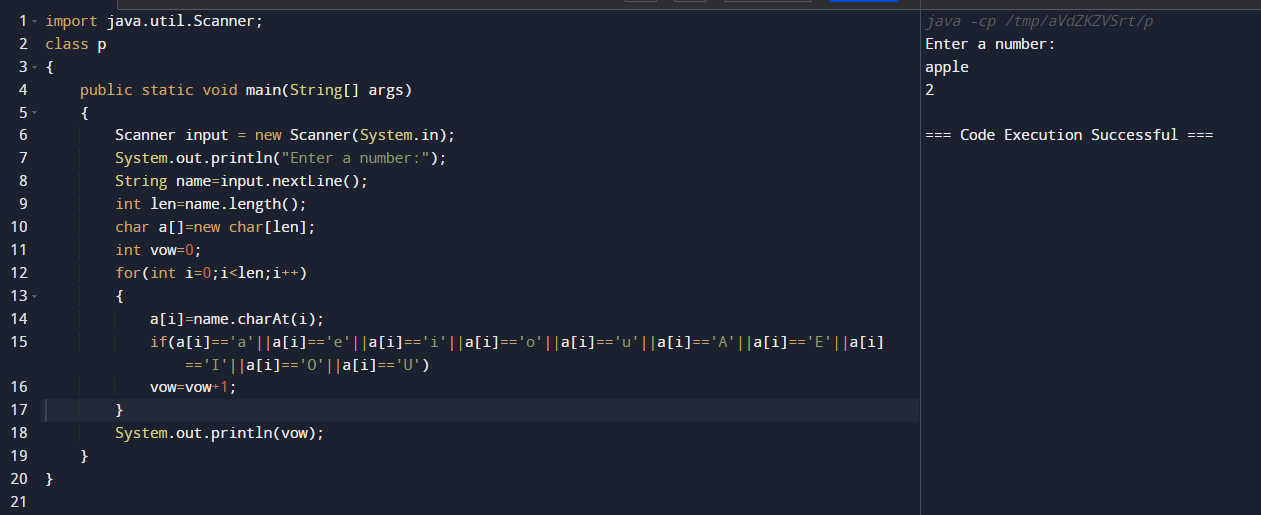 1 import java.util.Scanner;
2 class p
3 {
4 public static void main(String[] args)
5 {
6 Scanner input = new Scanner(System.in);
7 System.out.println("Enter a number:");
8 String name=input.nextLine();
9 int len=name.length();
10 char a[]=new char[len];
11 int vow=0;
12 for(int i=0;i<len;i++)
13 {
14 a[i]=name.charAt(i);
15 if(a[i]=='a'||a[i]=='e'||a[i]=='i'||a[i]=='o'||a[i]=='u'||a[i]=='A'||a[i]=='E'||a[i]
=='I'||a[i]=='O'||a[i]=='U')
16 vow=vow+1;
17 }
18 System.out.println(vow);
19 }
20 }
21
java -cp /tmp/aVdZKZVSrt/p
Enter a number:
apple
2
=== Code Execution Successful ===